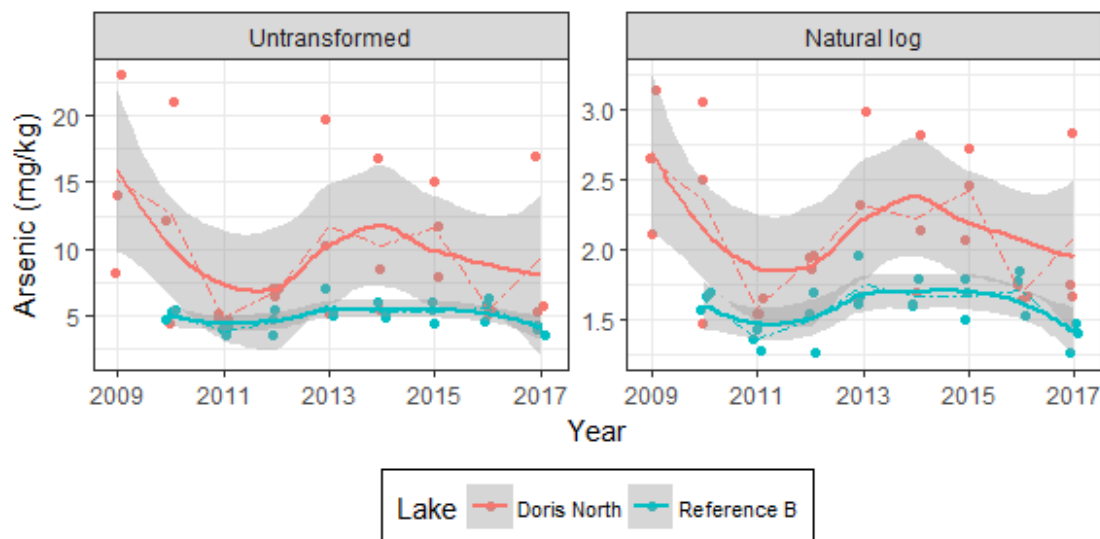 Untransformed
Natural log
Arsenic (mg/kg)
20
15
10
5
3.0
2.5
2.0
1.5
2009 2011 2013 2015 2017
2009 2011 2013 2015 2017
Year
Lake Doris North Reference B